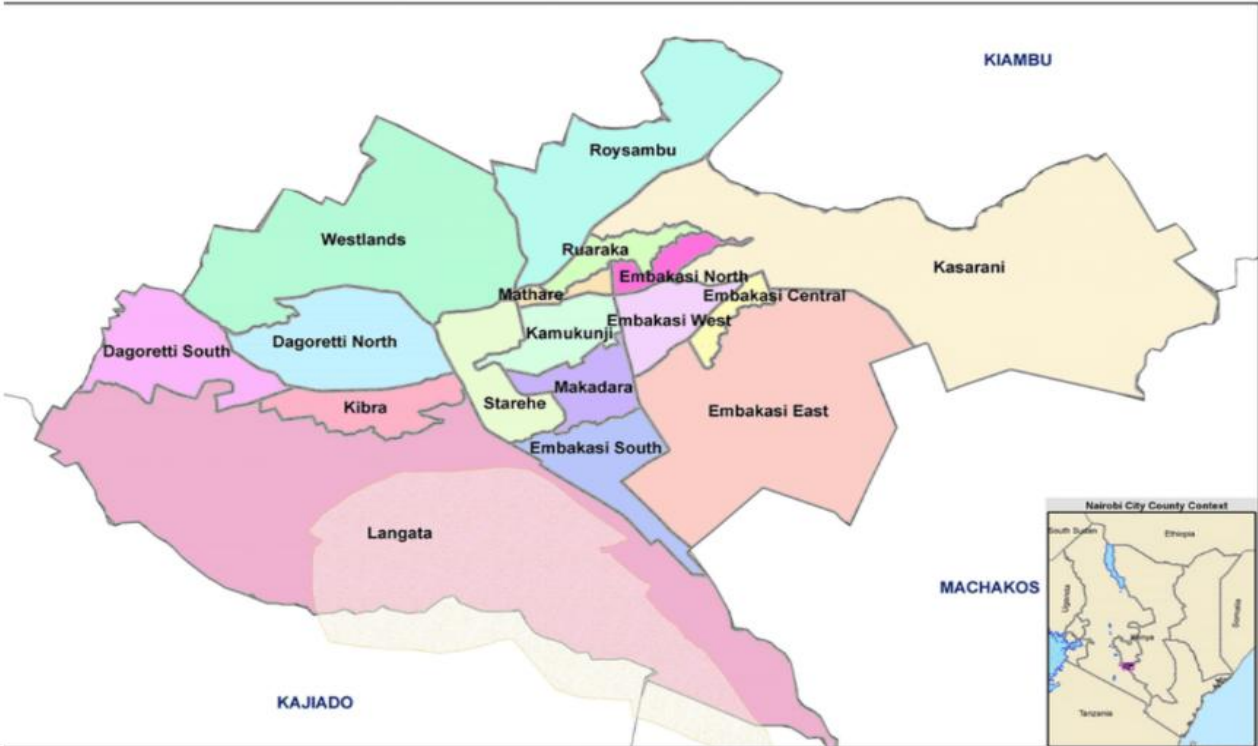 KIAMBU
Roysambu
Westlands
Ruaraka
Kasarani
Embakasi North
Mathare
Embakasi Central
Embakasi West
Kamukunji
Dagoretti North
Dagoretti South
Makadara
Starehe
Kibra
Embakasi East
Embakasi South
Langata
MACHAKOS
KAJIADO
Nairobi City County Context
South Sudan
Ethiopia
Uganda
Somalia
Kenya
Tanzania